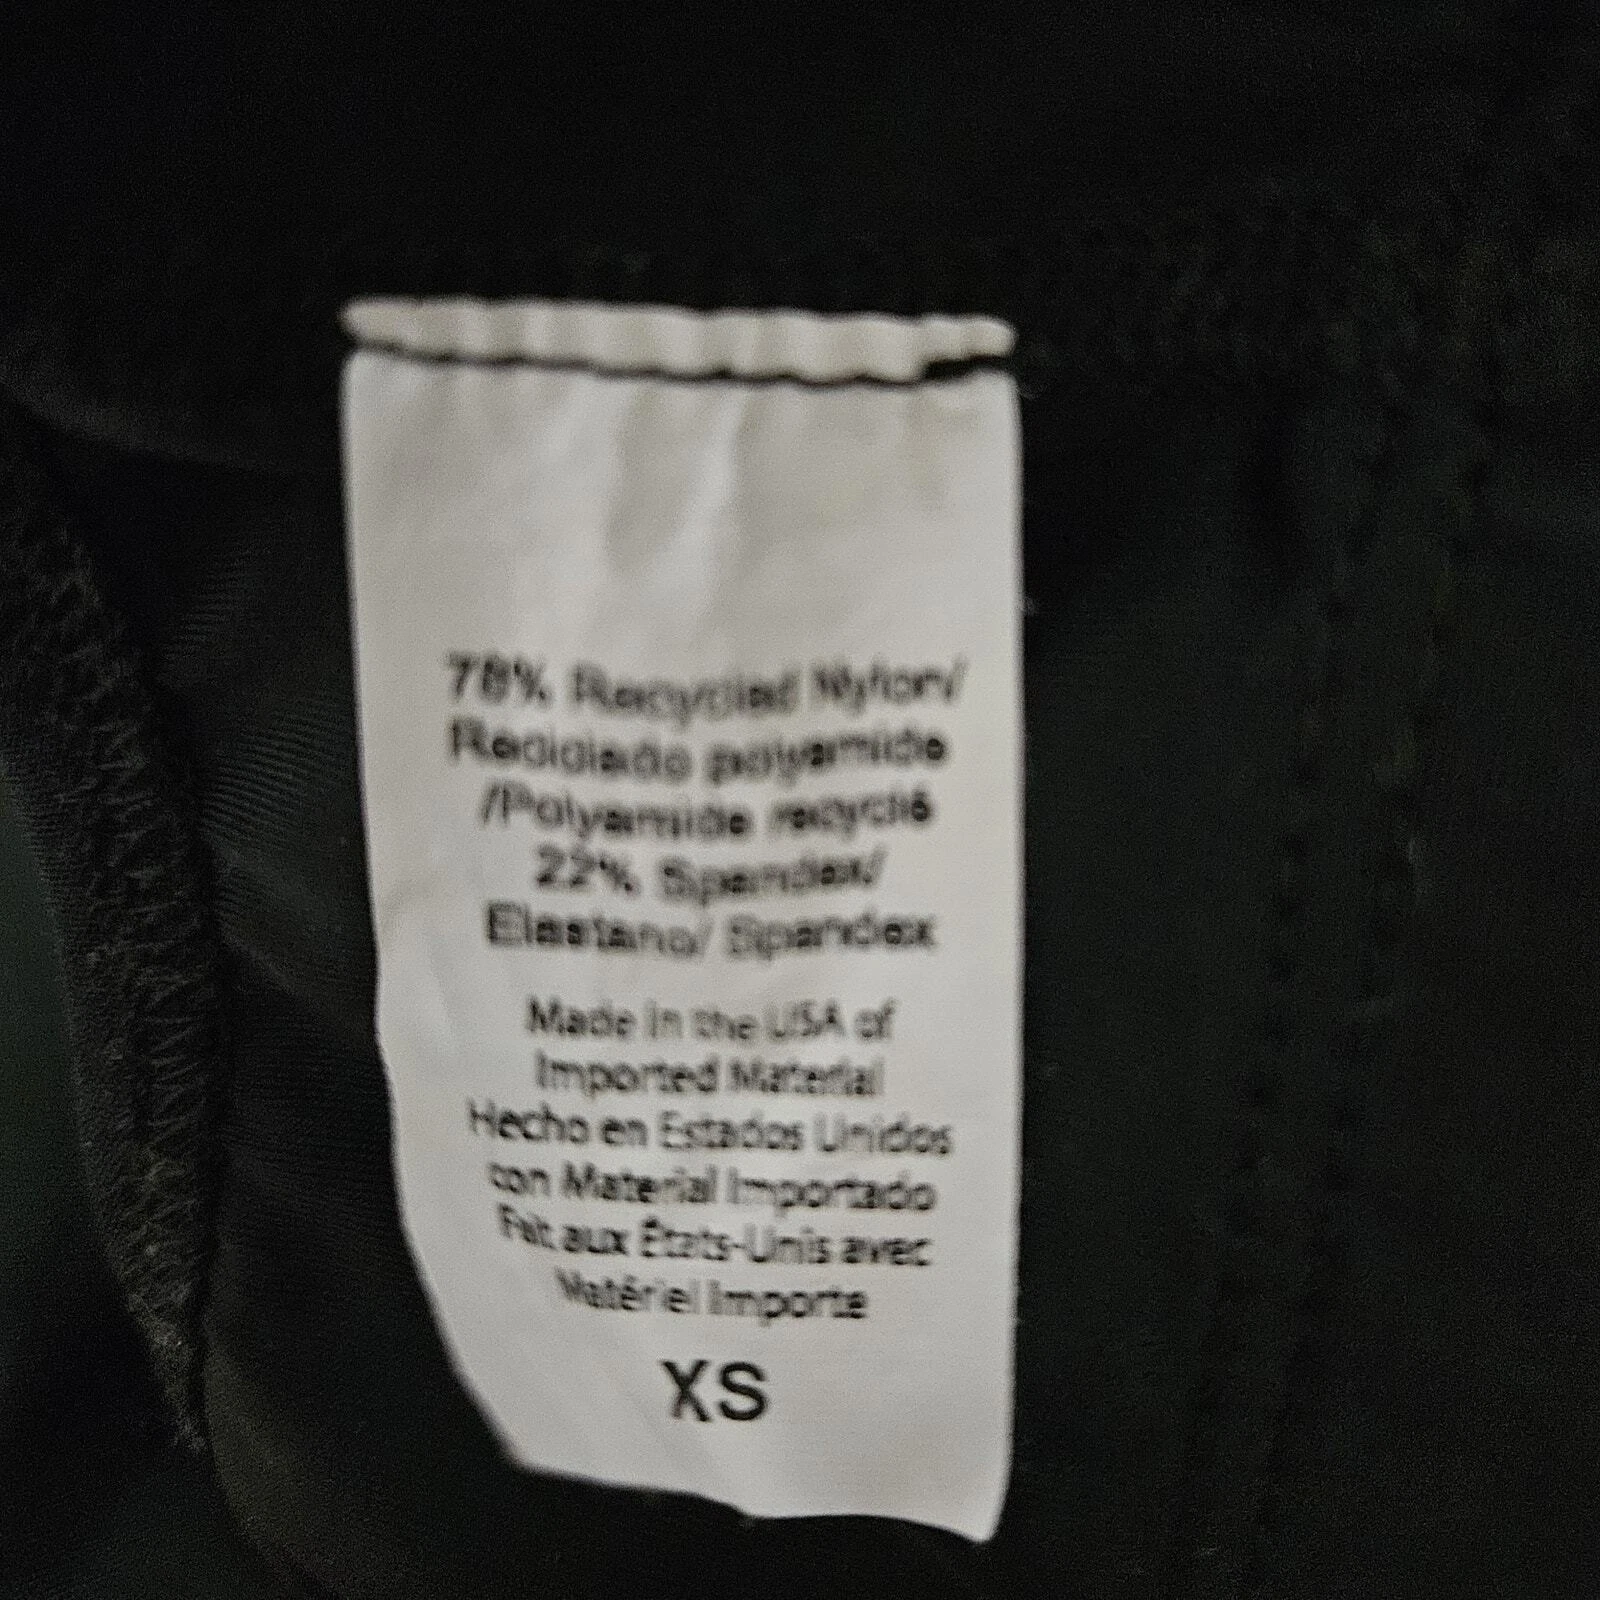 78% Recycled Nylon/
Reciclado polyamide
/Polyamide recyclé
22% Spandex/
Elastano/ Spandex
Made in the USA of
Imported Material
Hecho en Estados Unidos
con Material Importado
Fait aux États-Unis avec
Matériel Importe
XS